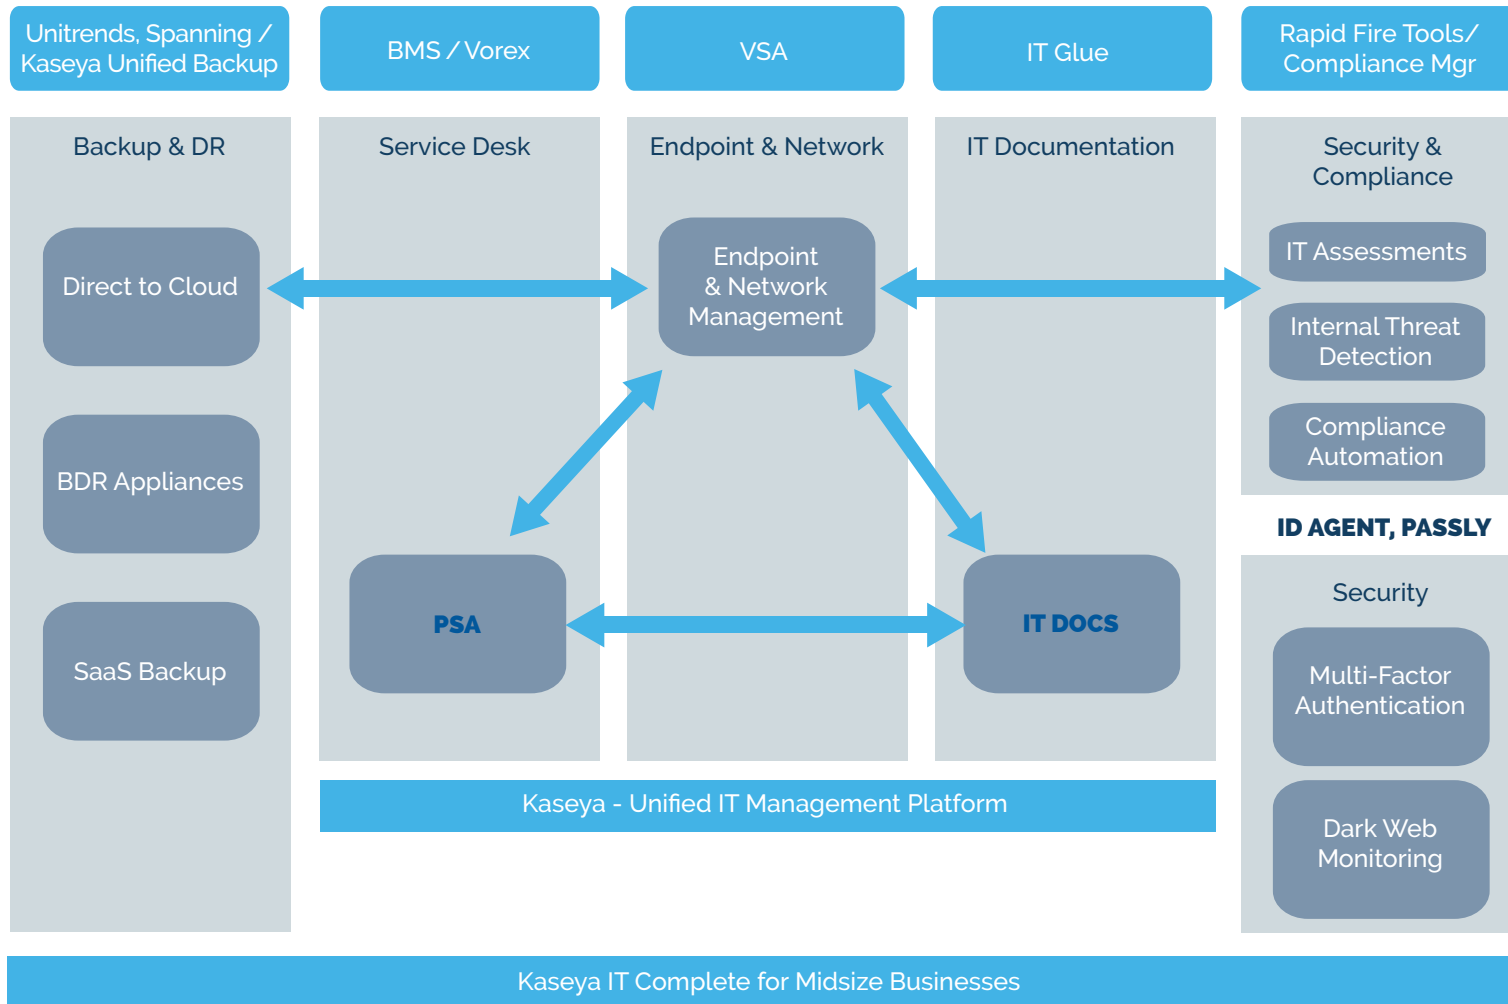 Unitrends, Spanning /
Kaseya Unified Backup
BMS / Vorex
VSA
IT Glue
Rapid Fire Tools/
Compliance Mgr
Backup & DR
Direct to Cloud
BDR Appliances
SaaS Backup
Service Desk
PSA
Endpoint & Network
Endpoint
& Network
Management
IT Documentation
IT DOCS
Security &
Compliance
IT Assessments
Internal Threat
Detection
Compliance
Automation
ID AGENT, PASSLY
Security
Multi-Factor
Authentication
Dark Web
Monitoring
Kaseya - Unified IT Management Platform
Kaseya IT Complete for Midsize Businesses